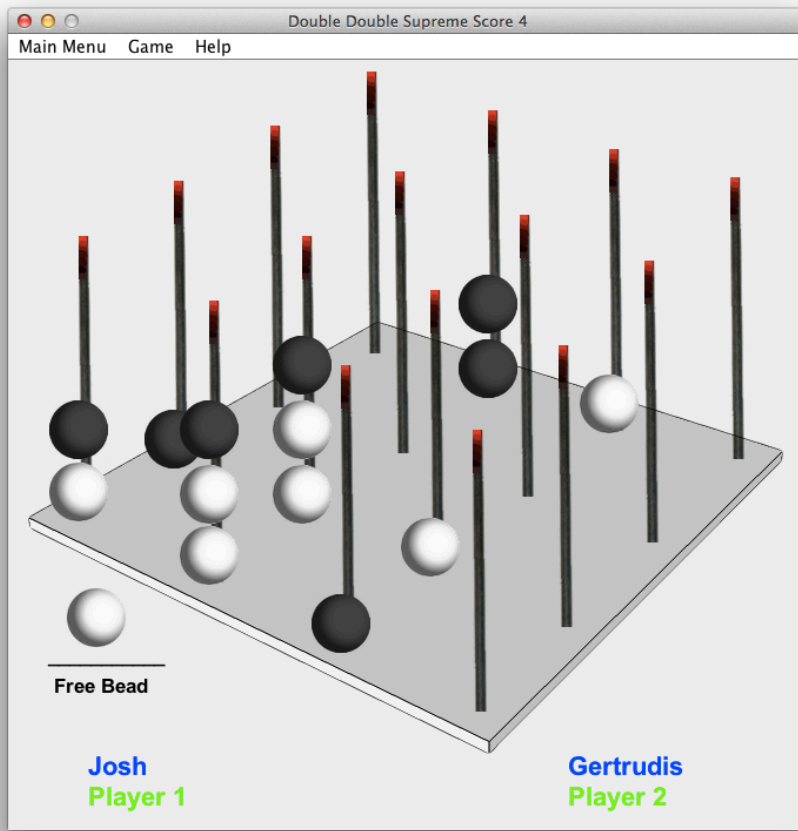 Double Double Supreme Score 4
Main Menu Game Help
Free Bead
Josh
Player 1
Gertrudis
Player 2